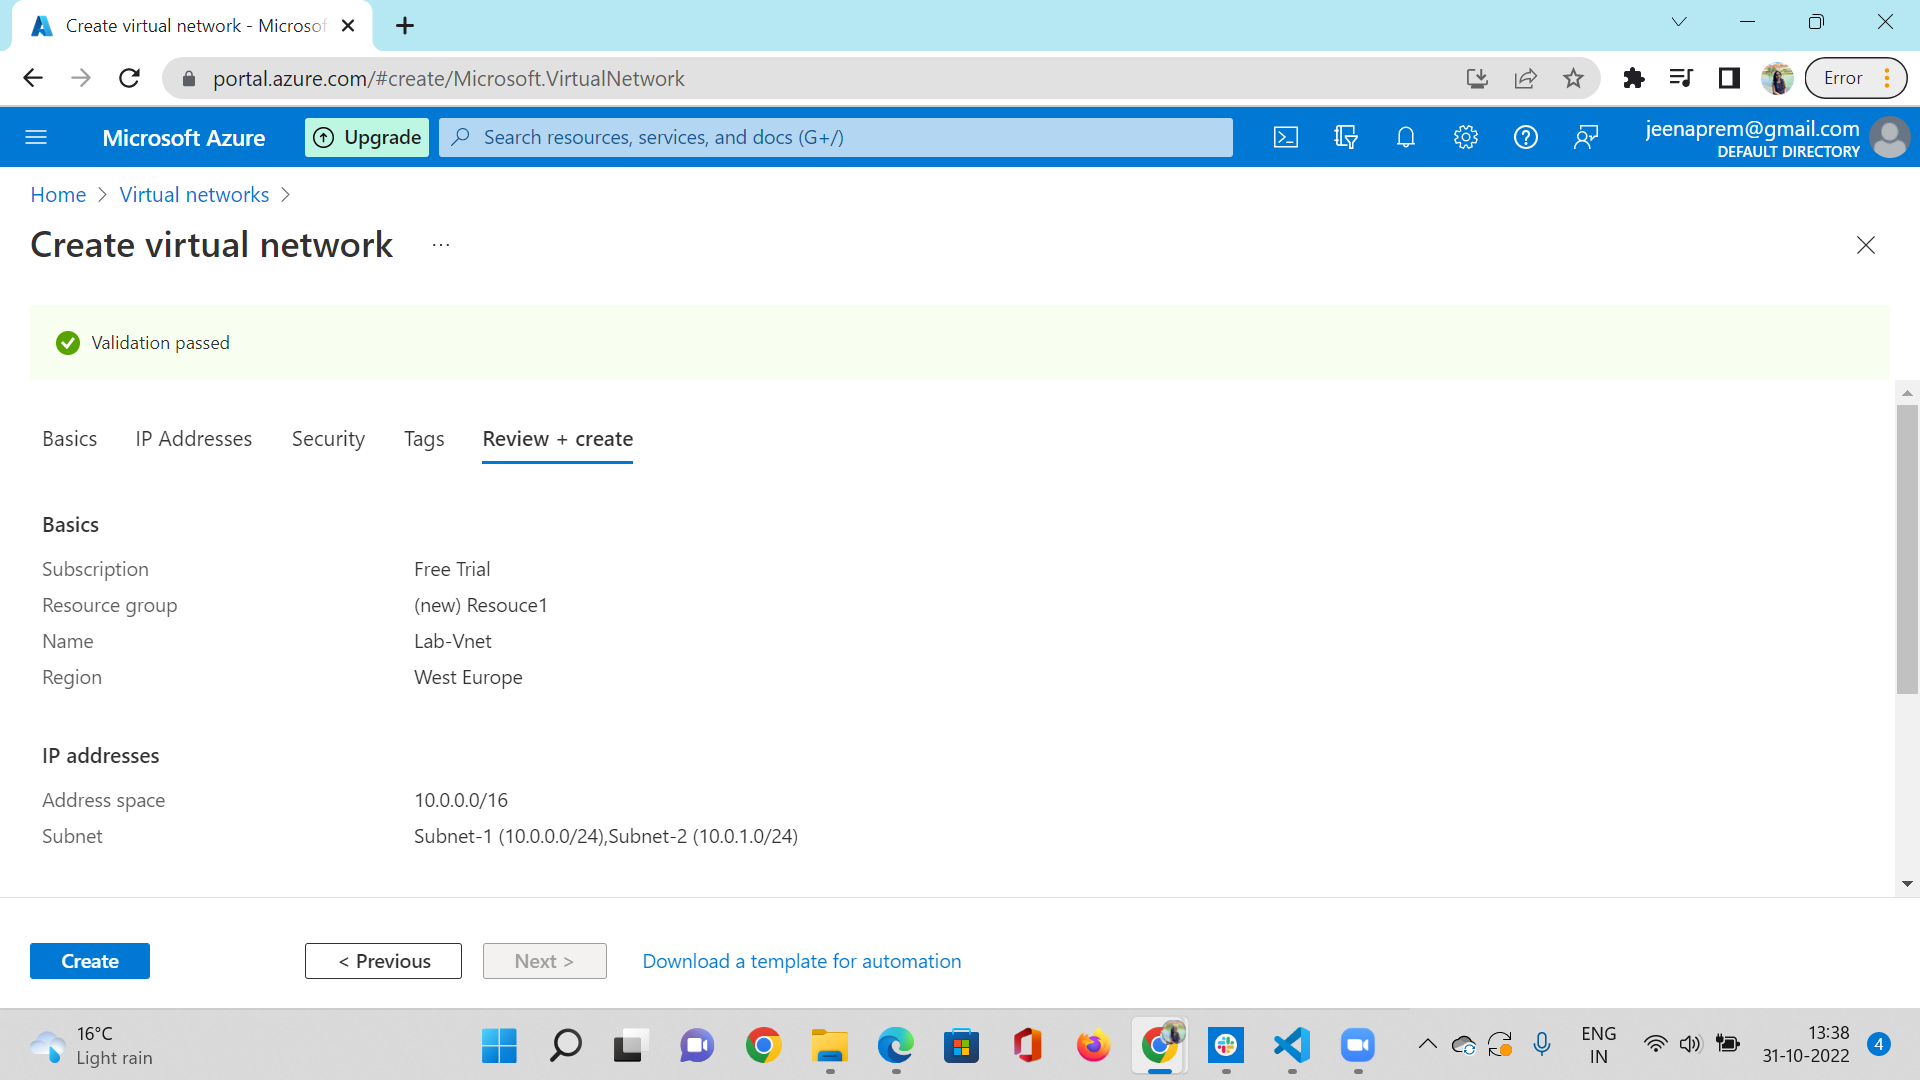 Create virtual network - Microsof
portal.azure.com/#create/Microsoft.VirtualNetwork
Error
Microsoft Azure
Upgrade
Search resources, services, and docs (G+/)
jeenaprem@gmail.com
DEFAULT DIRECTORY
Home > Virtual networks >
Create virtual network ...
Validation passed
Basics IP Addresses Security Tags Review + create
Basics
Subscription Free Trial
Resource group (new) Resouce1
Name Lab-Vnet
Region West Europe
IP addresses
Address space 10.0.0.0/16
Subnet Subnet-1 (10.0.0.0/24),Subnet-2 (10.0.1.0/24)
Create < Previous Next > Download a template for automation
16°C
Light rain
ENG
IN
13:38
31-10-2022
4